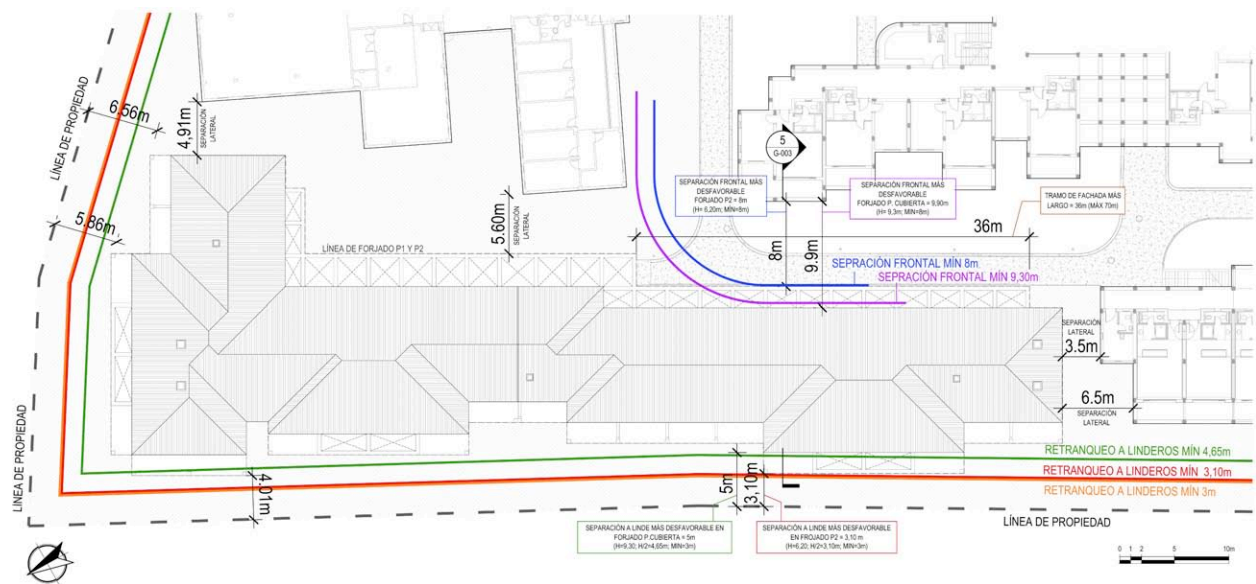 LÍNEA DE PROPIEDAD
6.56m
4,91m
SEPARACIÓN
LATERAL
5.86m
5.60m
SEPARACIÓN
LATERAL
LÍNEA DE FORJADO P1 Y P2
5
G-003
SEPARACIÓN FRONTAL MÁS
DESFAVORABLE
FORJADO P2 = 8m
(H= 6,20m; MIN=8m)
SEPARACIÓN FRONTAL MÁS
DESFAVORABLE
FORJADO P. CUBIERTA = 9,90m
(H= 9,3m; MIN=8m)
TRAMO DE FACHADA MÁS
LARGO = 36m (MÁX 70m)
36m
8m
9.9m
SEPRACIÓN FRONTAL MÍN 8m
SEPRACIÓN FRONTAL MÍN 9,30m
SEPARACIÓN
LATERAL
3.5m
6.5m
SEPARACIÓN
LATERAL
LÍNEA DE PROPIEDAD
RETRANQUEO A LINDEROS MÍN 4,65m
RETRANQUEO A LINDEROS MÍN 3,10m
RETRANQUEO A LINDEROS MÍN 3m
4.01m
5m
3,10m
LÍNEA DE PROPIEDAD
SEPARACIÓN A LINDE MÁS DESFAVORABLE EN
FORJADO P.CUBIERTA = 5m
(H=9,30; H/2=4,65m; MIN=3m)
SEPARACIÓN A LINDE MÁS DESFAVORABLE
EN FROJADO P2 = 3,10 m
(H=6,20; H/2=3,10m; MIN=3m)
0 1 2 5 10m